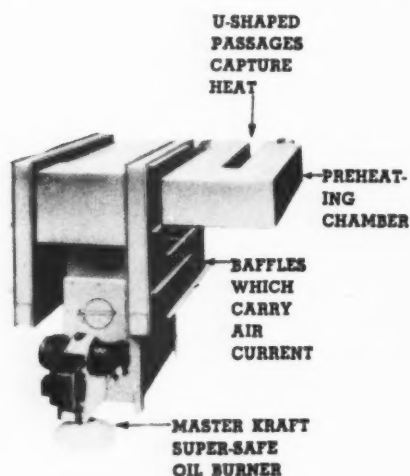 U-SHAPED
PASSAGES
CAPTURE
HEAT
PREHEAT-
ING
CHAMBER
BAFFLES
WHICH
CARRY
AIR
CURRENT
MASTER KRAFT
SUPER-SAFE
OIL BURNER